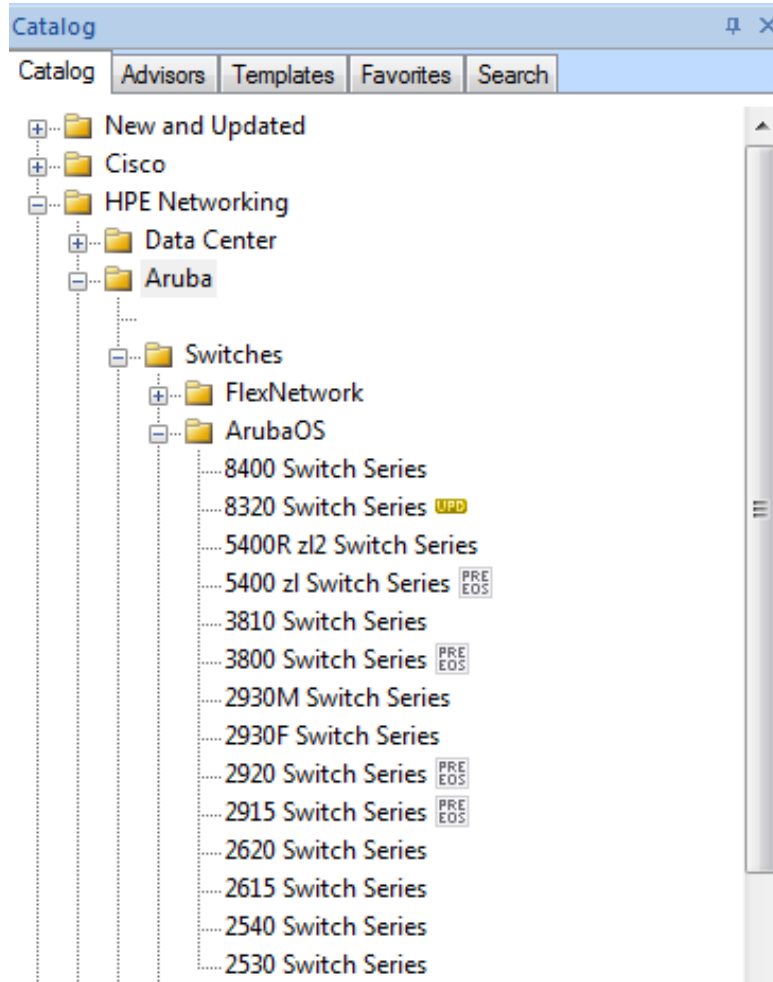 Catalog
Catalog Advisors Templates Favorites Search
New and Updated
Cisco
HPE Networking
Data Center
Aruba
Switches
FlexNetwork
ArubaOS
8400 Switch Series
8320 Switch Series UPD
5400R zl2 Switch Series
5400 zl Switch Series PRE EOS
3810 Switch Series
3800 Switch Series PRE EOS
2930M Switch Series
2930F Switch Series
2920 Switch Series PRE EOS
2915 Switch Series PRE EOS
2620 Switch Series
2615 Switch Series
2540 Switch Series
2530 Switch Series